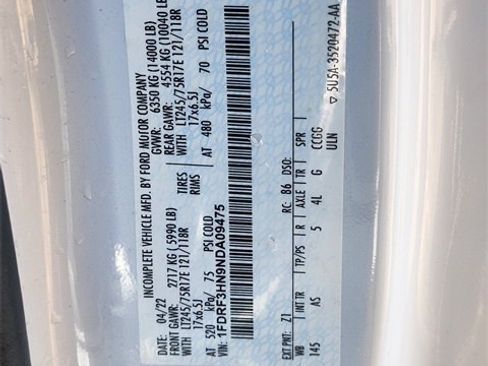 INCOMPLETE VEHICLE MFD. BY FORD MOTOR COMPANY
DATE: 04/22 GVWR: 6350 KG (14000 LB)
FRONT GAWR: 2717 KG (5990 LB) REAR GAWR: 4554 KG (10040 LB
WITH LT245/75R17E 121/118R TIRES WITH LT245/75R17E 121/118R
17x6.5J RIMS 17x6.5J
AT 520 kPa/ 75 PSI COLD AT 480 kPa/ 70 PSI COLD
VIN: 1FDRF3HN9NDA09475
EXT PNT: Z1 RC: 86 DSO:
WB | INT TR | TP/PS | R | AXLE | TR | SPR |
145 AS 5 4L G CCGG
ULN
▽ 5U5A-3520472-AA